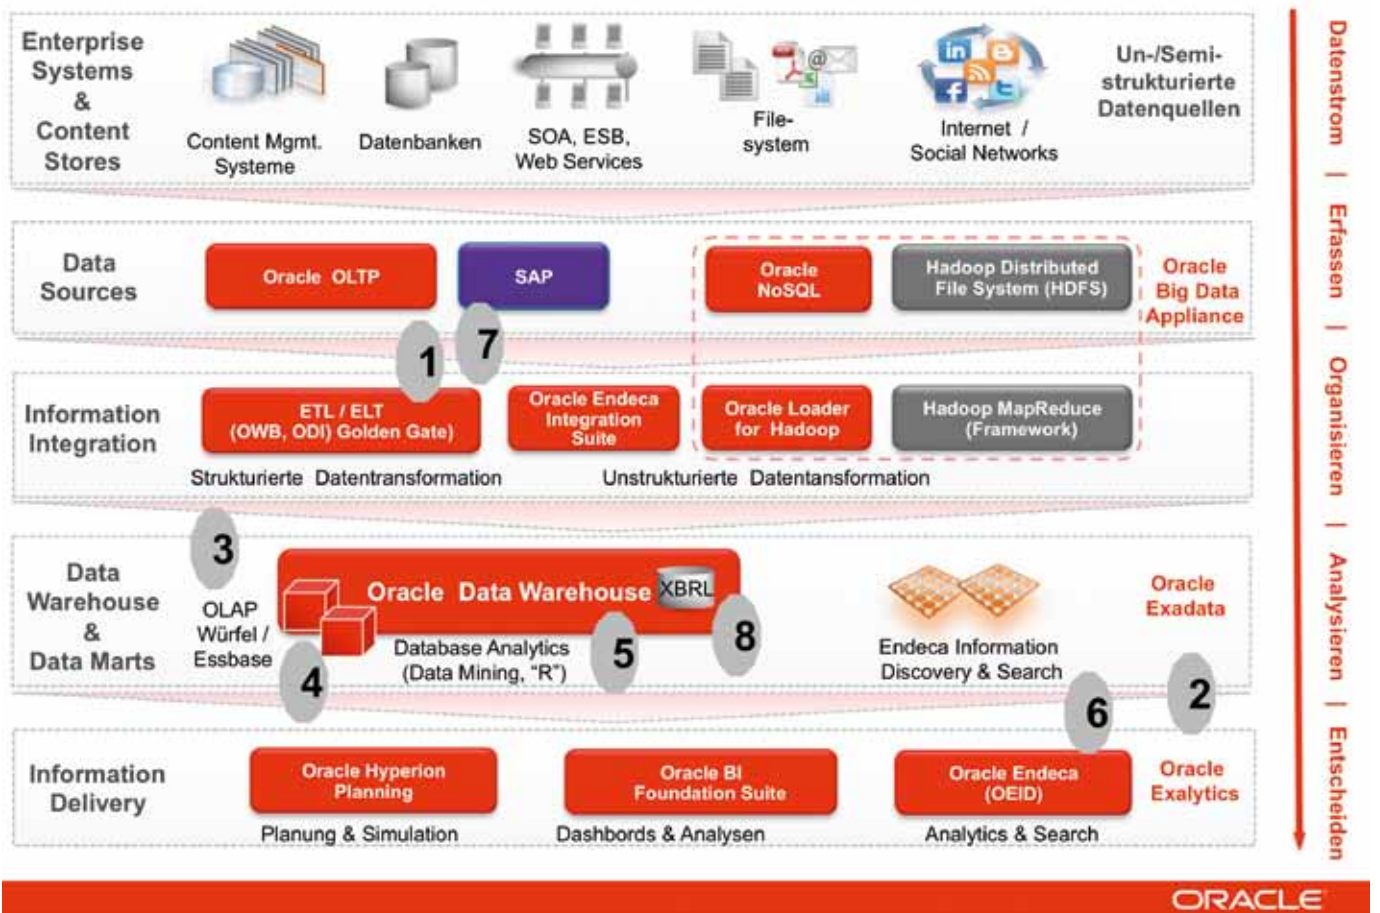 Enterprise
Systems
&
Content
Stores
Content Mgmt.
Systeme
Datenbanken
SOA, ESB,
Web Services
File-
system
Internet /
Social Networks
Un-/Semi-
strukturierte
Datenquellen
Data
Sources
Oracle OLTP
SAP
Oracle
NoSQL
Hadoop Distributed
File System (HDFS)
Oracle
Big Data
Appliance
1
7
Information
Integration
ETL / ELT
(OWB, ODI) Golden Gate)
Oracle Endeca
Integration
Suite
Oracle Loader
for Hadoop
Hadoop MapReduce
(Framework)
Strukturierte Datentransformation
Unstrukturierte Datentansformation
Data
Warehouse
&
Data Marts
3
OLAP
Würfel /
Essbase
Oracle Data Warehouse
XBRL
Database Analytics
(Data Mining, “R”)
4
5
8
Endeca Information
Discovery & Search
Oracle
Exadata
6
2
Information
Delivery
Oracle Hyperion
Planning
Planung & Simulation
Oracle BI
Foundation Suite
Dashbords & Analysen
Oracle Endeca
(OEID)
Analytics & Search
Oracle
Exalytics
Datenstrom | Erfassen | Organisieren | Analysieren | Entscheiden
ORACLE